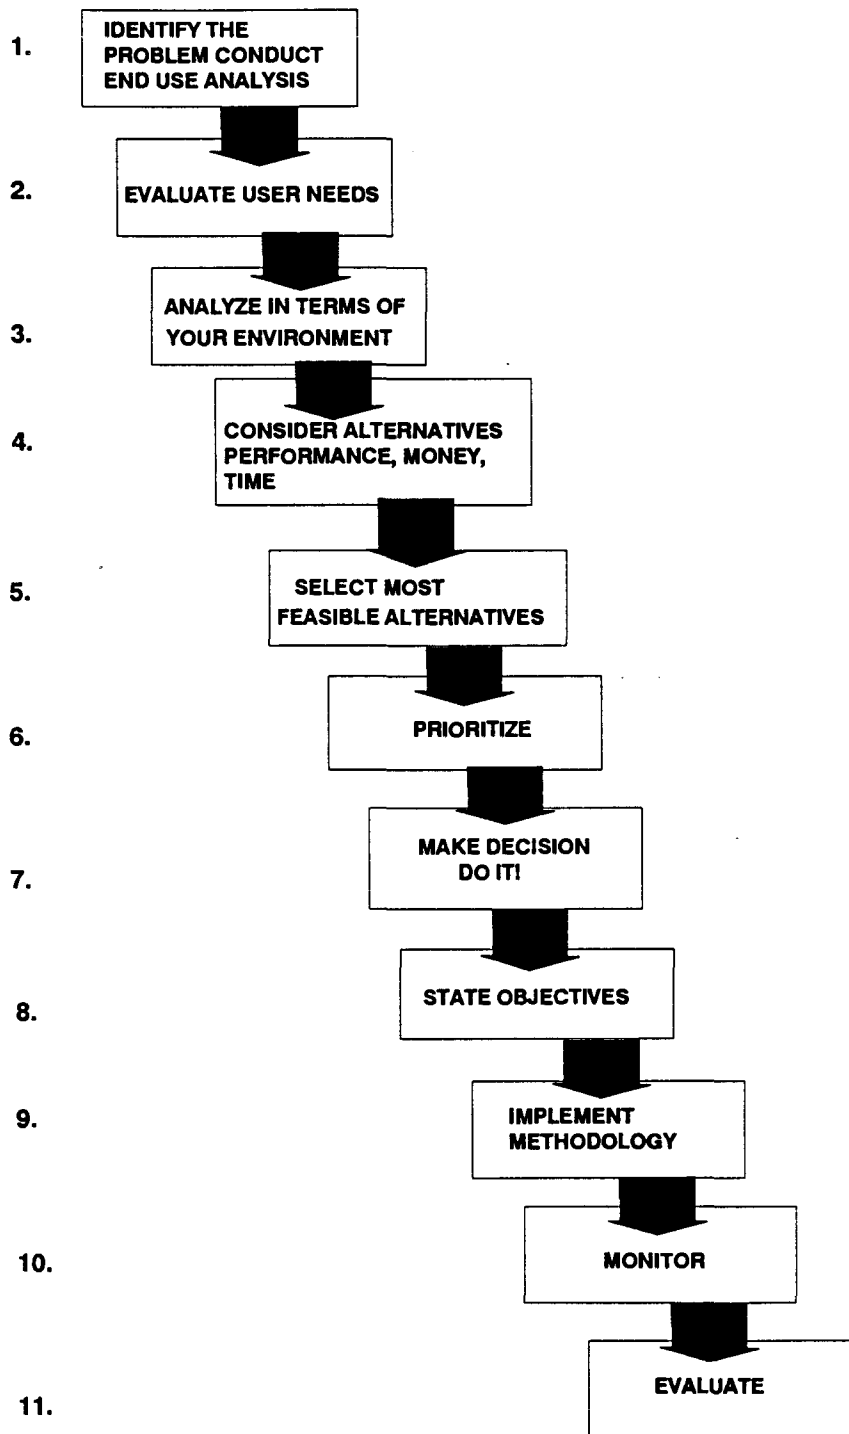 1.
IDENTIFY THE
PROBLEM CONDUCT
END USE ANALYSIS
2.
EVALUATE USER NEEDS
3.
ANALYZE IN TERMS OF
YOUR ENVIRONMENT
4.
CONSIDER ALTERNATIVES
PERFORMANCE, MONEY,
TIME
5.
SELECT MOST
FEASIBLE ALTERNATIVES
6.
PRIORITIZE
7.
MAKE DECISION
DO IT!
8.
STATE OBJECTIVES
9.
IMPLEMENT
METHODOLOGY
10.
MONITOR
11.
EVALUATE